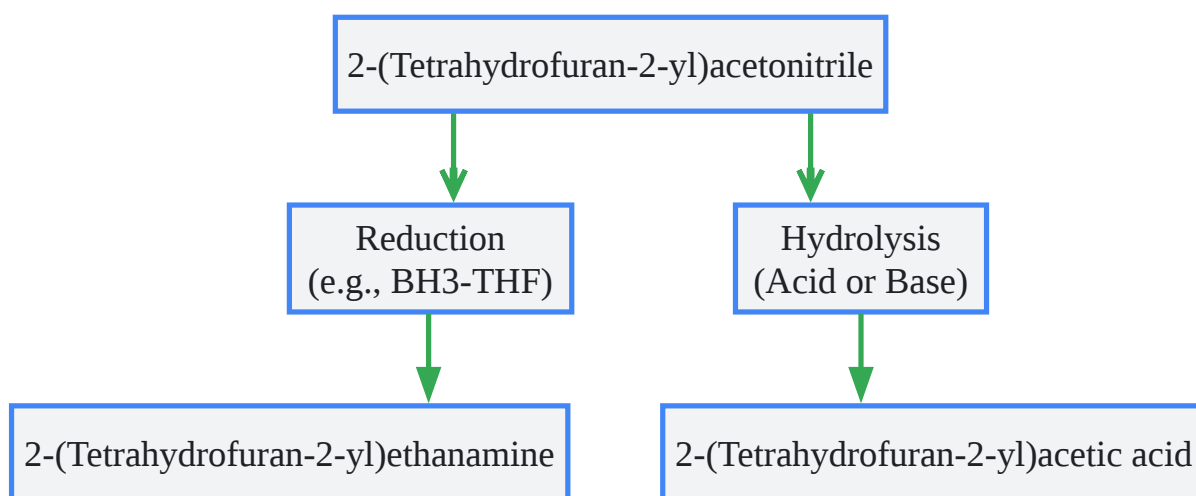 2-(Tetrahydrofuran-2-yl)acetonitrile
Reduction
(e.g., BH3-THF)
Hydrolysis
(Acid or Base)
2-(Tetrahydrofuran-2-yl)ethanamine
2-(Tetrahydrofuran-2-yl)acetic acid